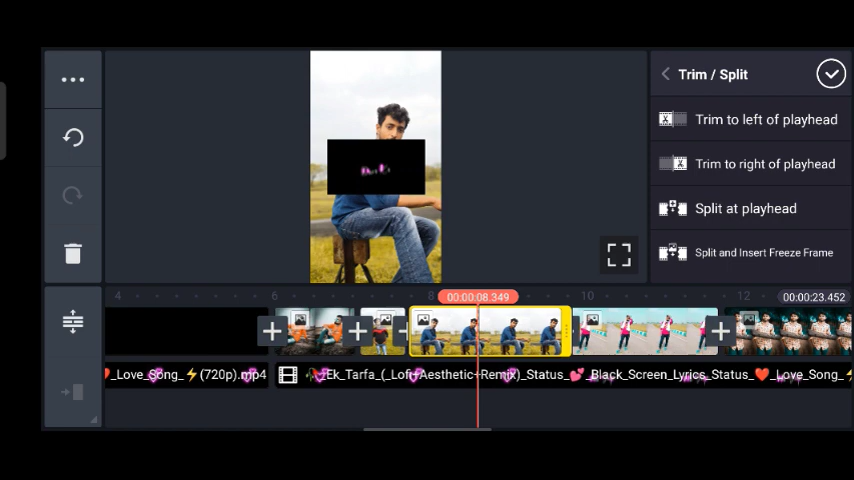 Trim / Split
Trim to left of playhead
Trim to right of playhead
Split at playhead
Split and Insert Freeze Frame
4 6 8 10 12
00:00:08.349
00:00:23.452
_Love_Song_⚡(720p).mp4
Ek_Tarfa_(_Lofi+Aesthetic+Remix)_Status_💕_Black_Screen_Lyrics_Status_❤️_Love_Song_⚡